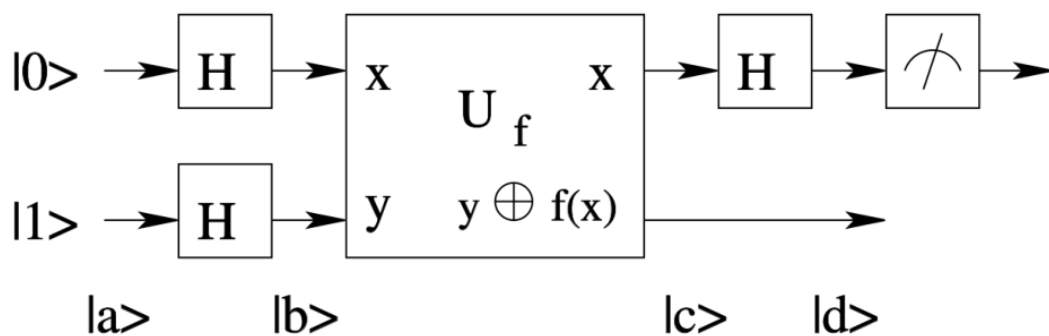 |0> H x x H
U f
|1> H y y ⊕ f(x)
|a> |b> |c> |d>